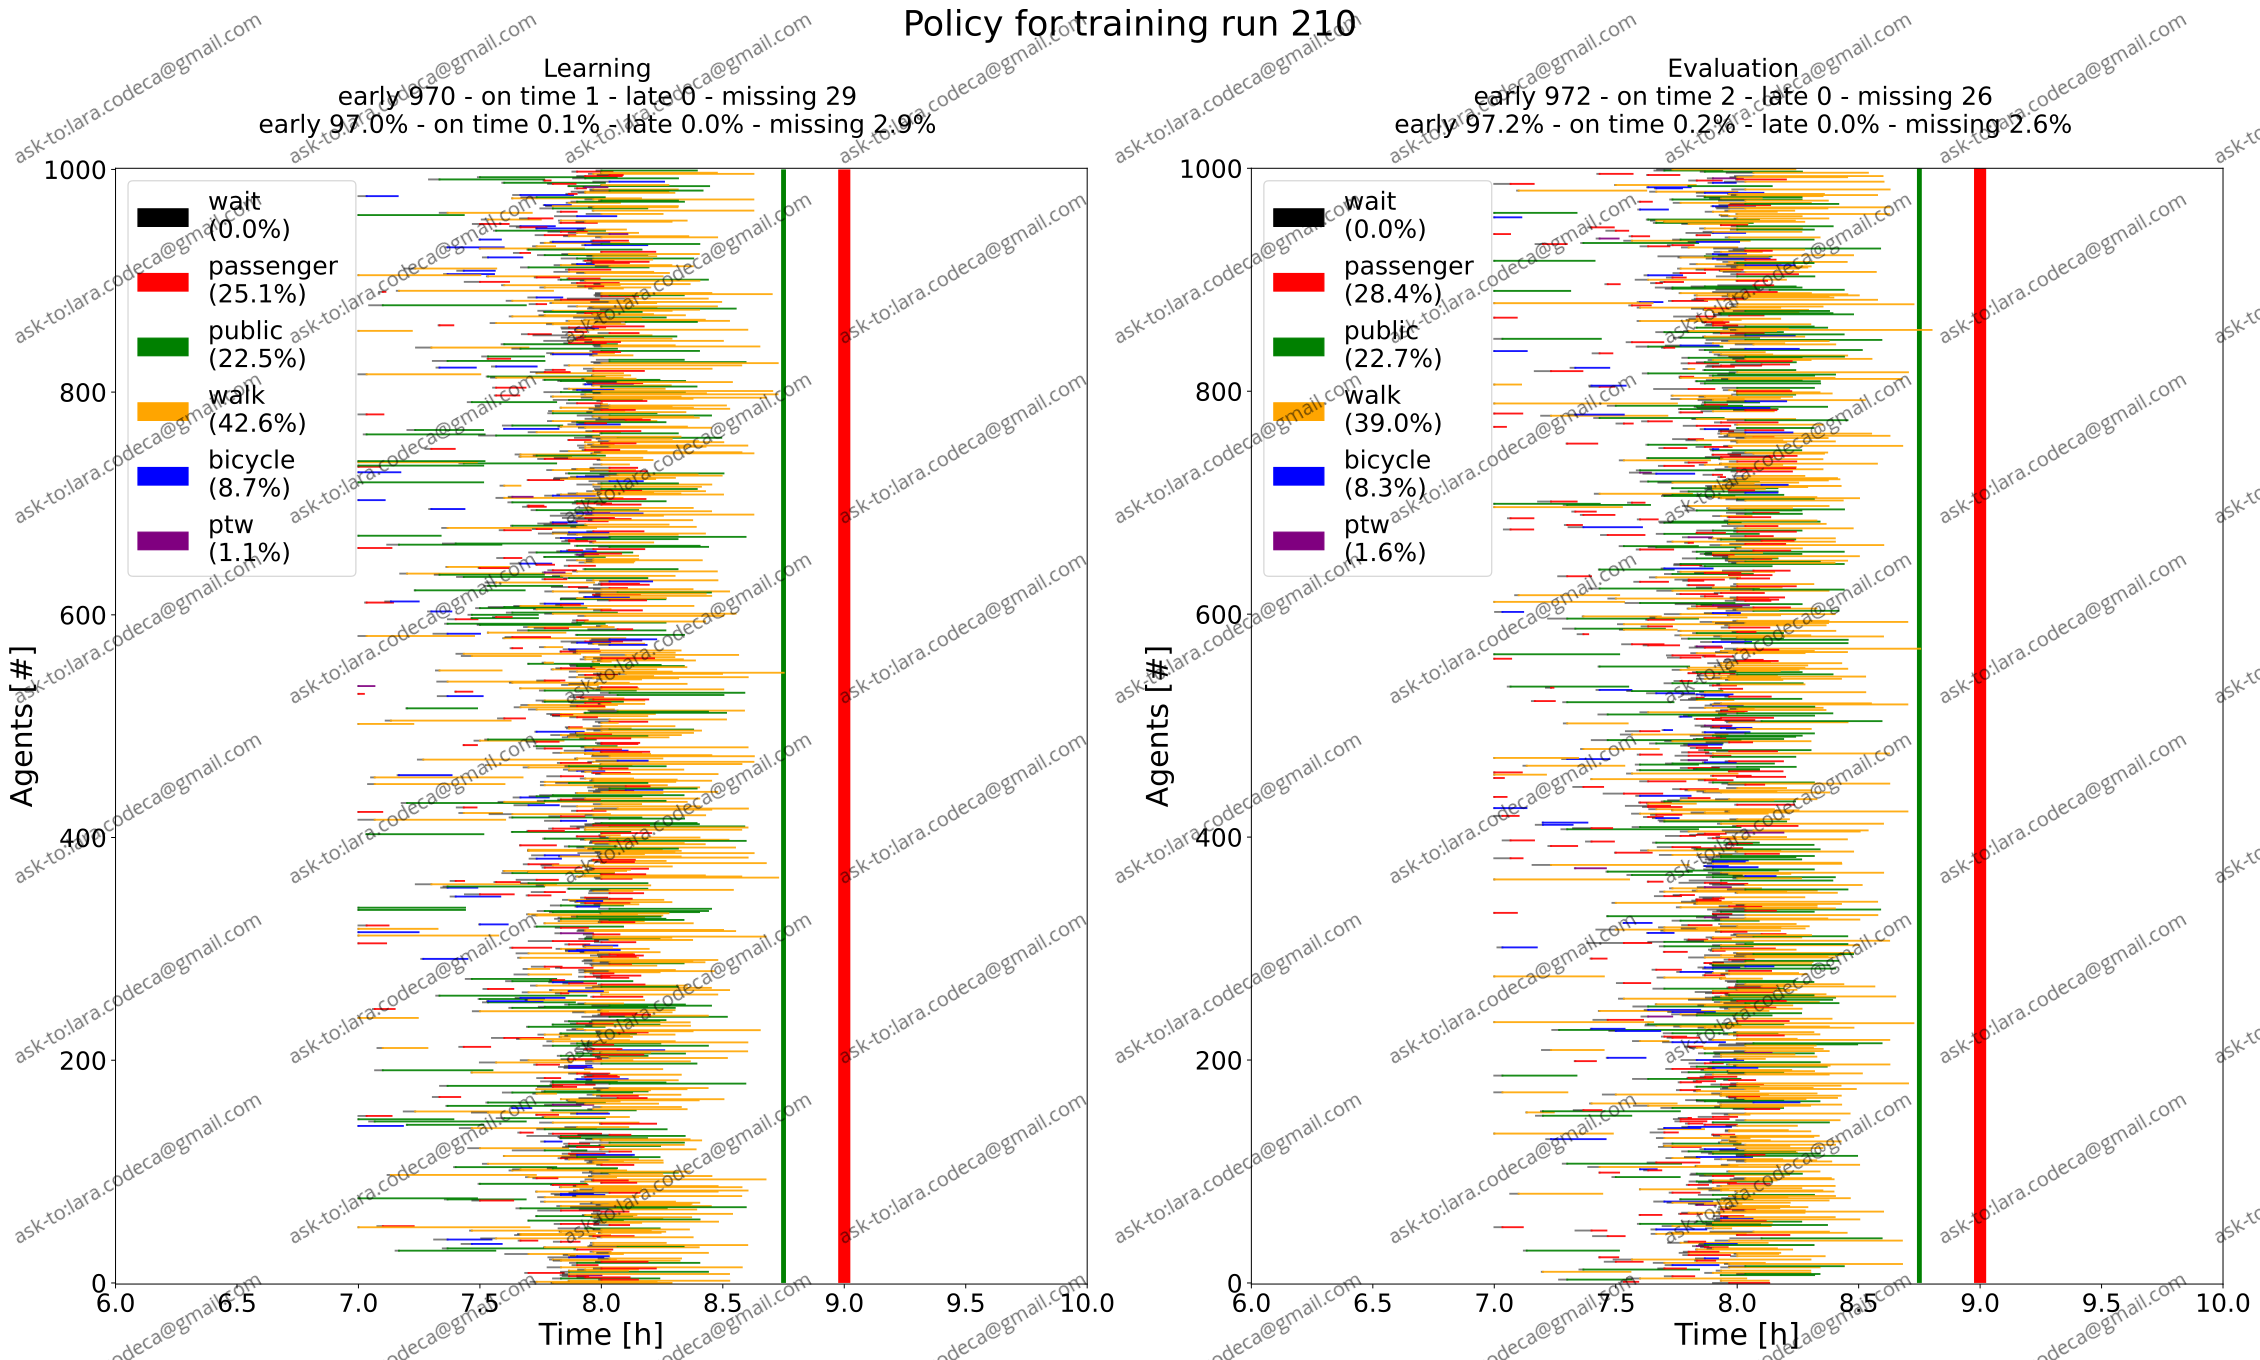 Policy for training run 210
Learning
early 970 - on time 1 - late 0 - missing 29
early 97.0% - on time 0.1% - late 0.0% - missing 2.9%
1000
800
600
400
200
0
Agents [#]
wait
(0.0%)
passenger
(25.1%)
public
(22.5%)
walk
(42.6%)
bicycle
(8.7%)
ptw
(1.1%)
6.0 6.5 7.0 7.5 8.0 8.5 9.0 9.5 10.0
Time [h]
Evaluation
early 972 - on time 2 - late 0 - missing 26
early 97.2% - on time 0.2% - late 0.0% - missing 2.6%
1000
800
600
400
200
0
Agents [#]
wait
(0.0%)
passenger
(28.4%)
public
(22.7%)
walk
(39.0%)
bicycle
(8.3%)
ptw
(1.6%)
6.0 6.5 7.0 7.5 8.0 8.5 9.0 9.5 10.0
Time [h]
ask-to:lara.codeca@gmail.com